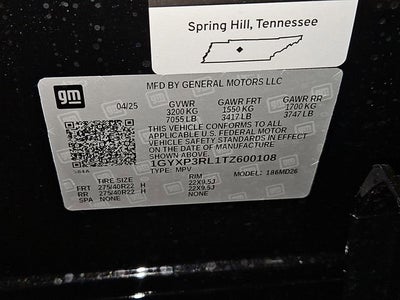 Spring Hill, Tennessee
gm
MFD BY GENERAL MOTORS LLC
04/25 GVWR GAWR FRT GAWR RR
3200 KG 1550 KG 1700 KG
7055 LB 3417 LB 3747 LB
THIS VEHICLE CONFORMS TO ALL
APPLICABLE U.S. FEDERAL MOTOR
VEHICLE SAFETY STANDARDS IN EFFECT
ON THE DATE OF MANUFACTURE
SHOWN ABOVE.
1GYXP3RL1TZ600108
TYPE: MPV MODEL: 186MD26
TIRE SIZE RIM
FRT 275/40R22 H 22X9.5J
RR 275/40R22 H 22X9.5J
SPA NONE NONE